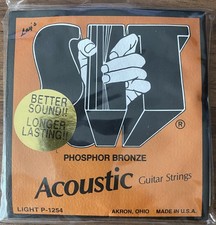 SIT
®
BETTER
SOUND!!
LONGER
LASTING!!
PHOSPHOR BRONZE
Acoustic Guitar Strings
LIGHT P-1254
AKRON, OHIO MADE IN U.S.A.